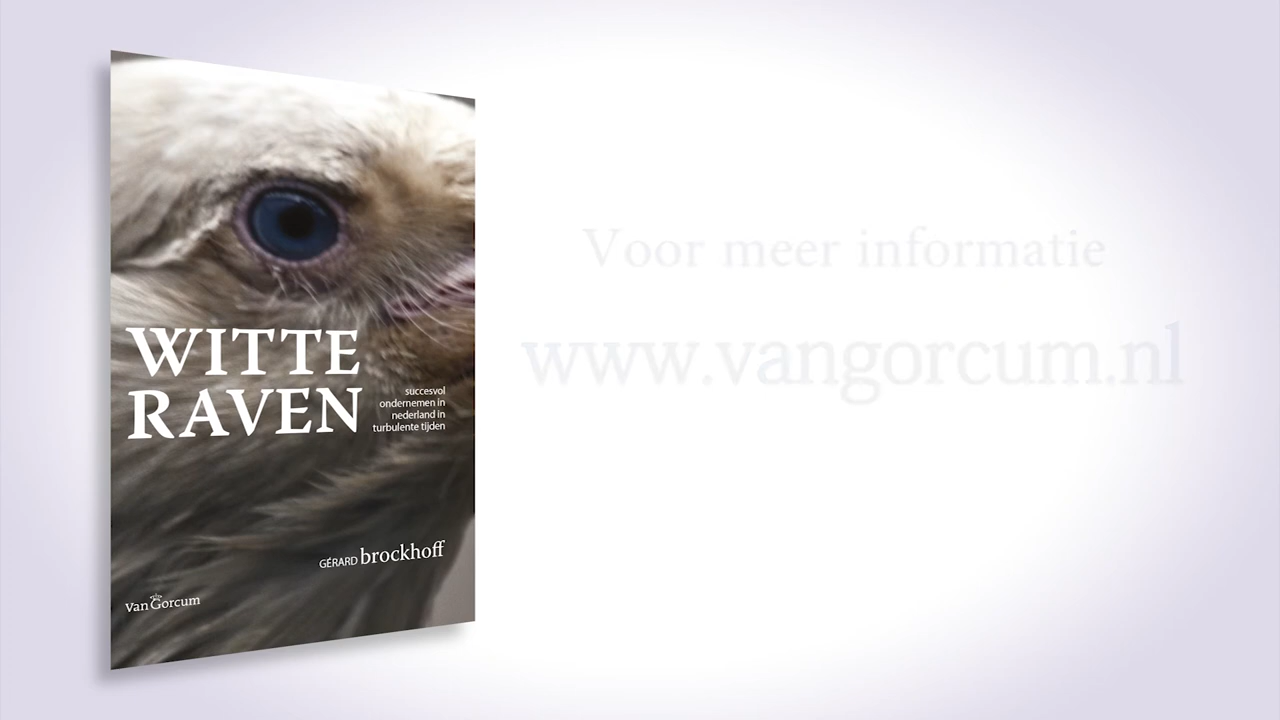 WITTE
RAVEN
succesvol
ondernemen in
nederland in
turbulente tijden
GÉRARD brockhoff
Van Gorcum
Voor meer informatie
www.vangorcum.nl